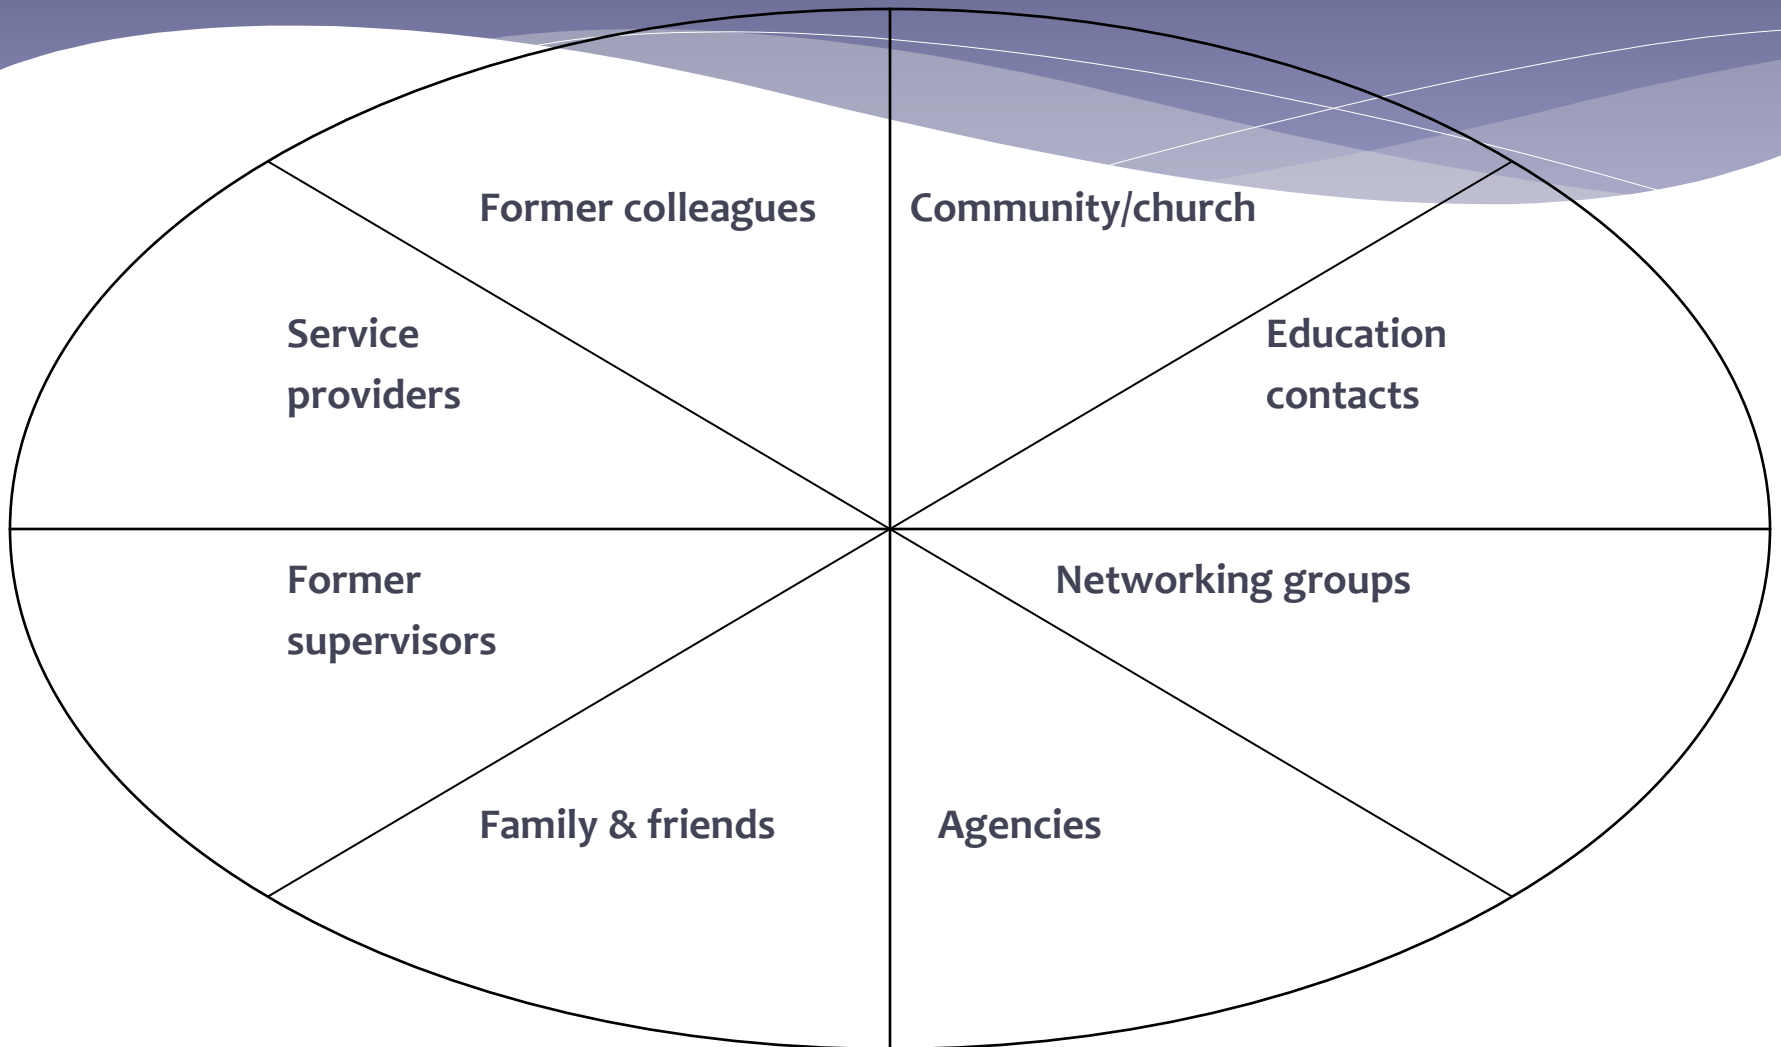 Former colleagues
Community/church
Service
providers
Education
contacts
Former
supervisors
Networking groups
Family & friends
Agencies